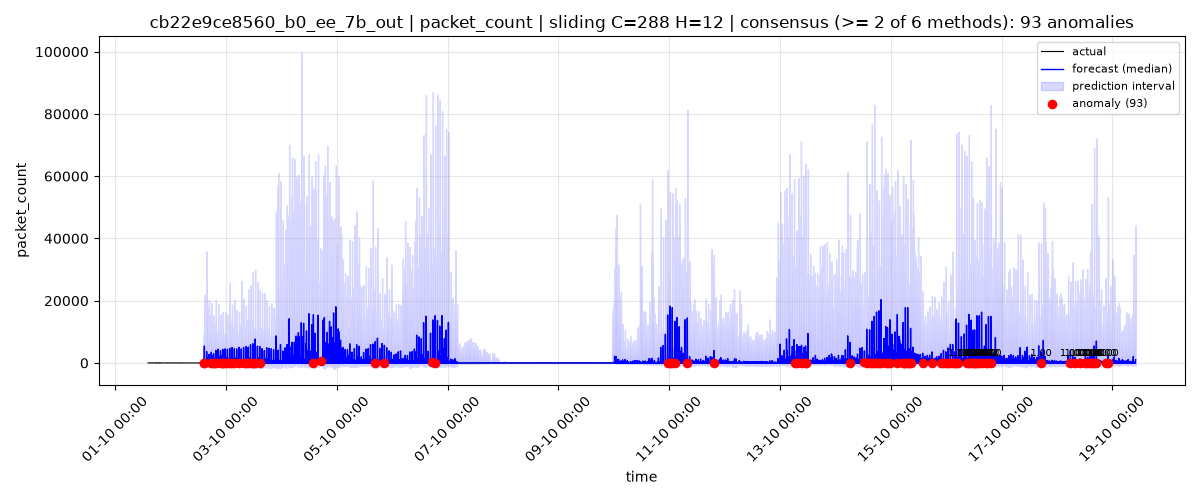 cb22e9ce8560_b0_ee_7b_out | packet_count | sliding C=288 H=12 | consensus (>= 2 of 6 methods): 93 anomalies
actual
forecast (median)
prediction interval
anomaly (93)
packet_count
100000
80000
60000
40000
20000
0
1.00
01-10 00:00
03-10 00:00
05-10 00:00
07-10 00:00
09-10 00:00
11-10 00:00
13-10 00:00
15-10 00:00
17-10 00:00
19-10 00:00
time